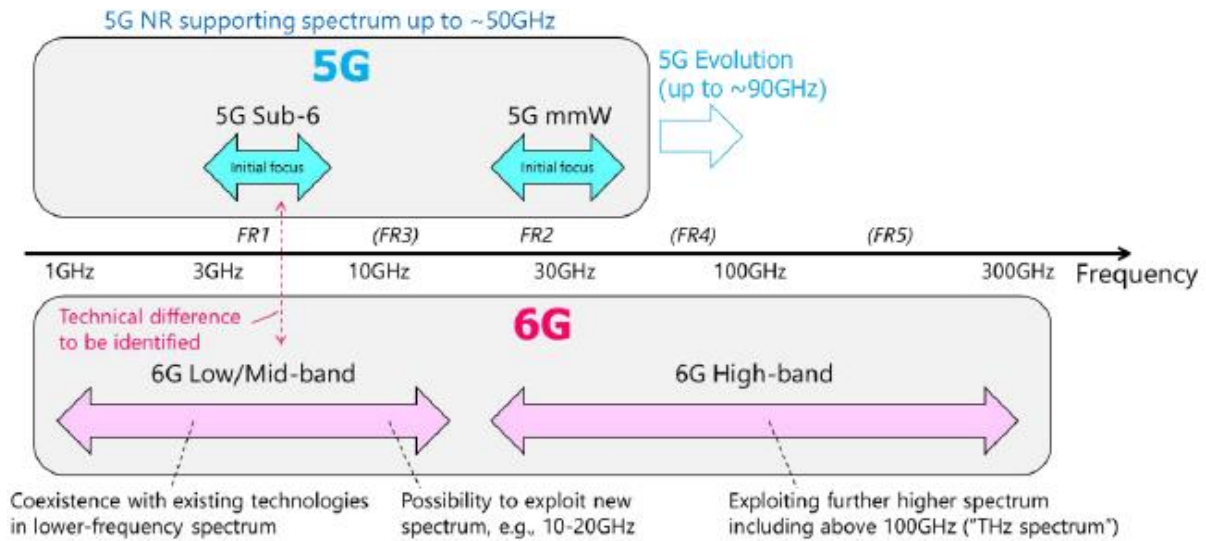 5G NR supporting spectrum up to ~50GHz
5G
5G Evolution
(up to ~90GHz)
5G Sub-6
5G mmW
Initial focus
Initial focus
FR1
(FR3)
FR2
(FR4)
(FR5)
1GHz
3GHz
10GHz
30GHz
100GHz
300GHz
Frequency
Technical difference
to be identified
6G
6G Low/Mid-band
6G High-band
Coexistence with existing technologies
in lower-frequency spectrum
Possibility to exploit new
spectrum, e.g., 10-20GHz
Exploiting further higher spectrum
including above 100GHz ("THz spectrum")